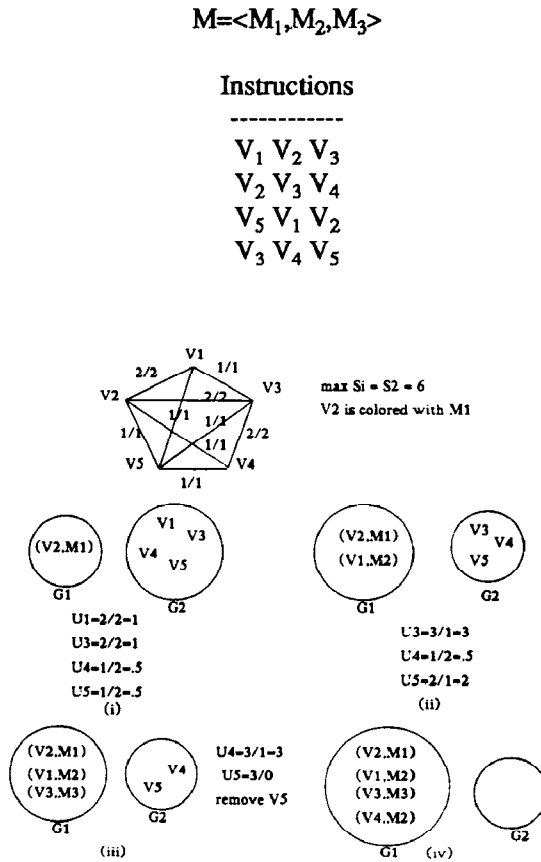 M=<M1,M2,M3>
Instructions
------------
V1 V2 V3
V2 V3 V4
V5 V1 V2
V3 V4 V5
V1
2/2 1/1
V2 2/2 V3
1/1
1/1
1/1 1/1 2/2
V5 V4
1/1
max Si = S2 = 6
V2 is colored with M1
(V2,M1)
G1
V1
V3
V4
V5
G2
U1=2/2=1
U3=2/2=1
U4=1/2=.5
U5=1/2=.5
(i)
(V2,M1)
(V1,M2)
G1
V3
V4
V5
G2
U3=3/1=3
U4=1/2=.5
U5=2/1=2
(ii)
(V2,M1)
(V1,M2)
(V3,M3)
G1
V4
V5
G2
U4=3/1=3
U5=3/0
remove V5
(iii)
(V2,M1)
(V1,M2)
(V3,M3)
(V4,M2)
G1
G2
(iv)